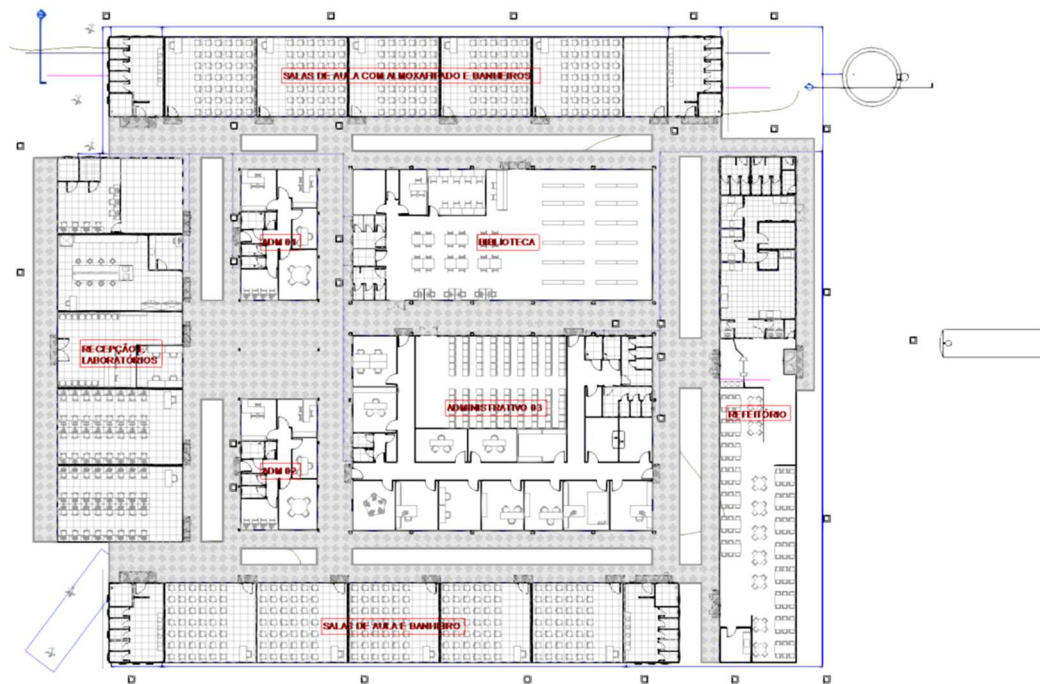 SALAS DE AULA COM ALMOXARIFADO E BANHEIROS
ADM 01
BIBLIOTECA
RECEPÇÃO E
LABORATÓRIOS
ADMINISTRATIVO 03
REFEITÓRIO
ADM 02
SALAS DE AULA E BANHEIRO